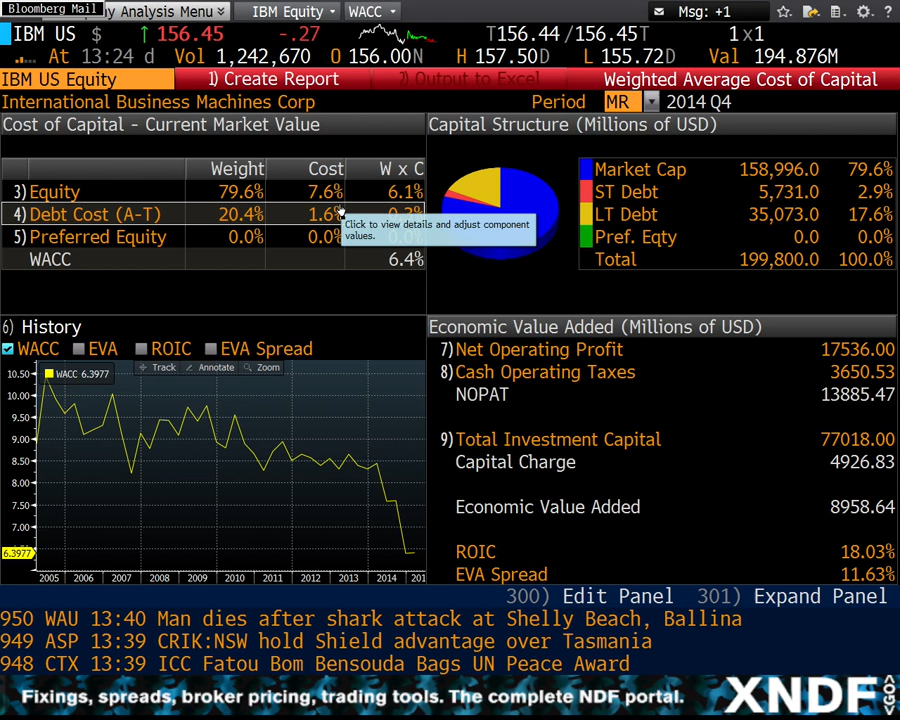 Bloomberg Mail y Analysis Menu IBM Equity WACC Msg: +1
IBM US $ ↑ 156.45 -.27 T156.44/156.45T 1x1
At 13:24 d Vol 1,242,670 O 156.00N H 157.50D L 155.72D Val 194.876M
IBM US Equity 1) Create Report 2) Output to Excel Weighted Average Cost of Capital
International Business Machines Corp Period MR 2014 Q4
Cost of Capital - Current Market Value
Weight Cost W x C
3) Equity 79.6% 7.6% 6.1%
4) Debt Cost (A-T) 20.4% 1.6%
5) Preferred Equity 0.0% 0.0%
WACC 6.4%
Click to view details and adjust component
values.
Capital Structure (Millions of USD)
Market Cap 158,996.0 79.6%
ST Debt 5,731.0 2.9%
LT Debt 35,073.0 17.6%
Pref. Eqty 0.0 0.0%
Total 199,800.0 100.0%
6) History
WACC EVA ROIC EVA Spread
Track Annotate Zoom
WACC 6.3977
10.50
10.00
9.50
9.00
8.50
8.00
7.50
7.00
6.3977
2005 2006 2007 2008 2009 2010 2011 2012 2013 2014 201
Economic Value Added (Millions of USD)
7) Net Operating Profit 17536.00
8) Cash Operating Taxes 3650.53
NOPAT 13885.47
9) Total Investment Capital 77018.00
Capital Charge 4926.83
Economic Value Added 8958.64
ROIC 18.03%
EVA Spread 11.63%
300) Edit Panel 301) Expand Panel
950 WAU 13:40 Man dies after shark attack at Shelly Beach, Ballina
949 ASP 13:39 CRIK:NSW hold Shield advantage over Tasmania
948 CTX 13:39 ICC Fatou Bom Bensouda Bags UN Peace Award
Fixings, spreads, broker pricing, trading tools. The complete NDF portal. XNDF <GO>